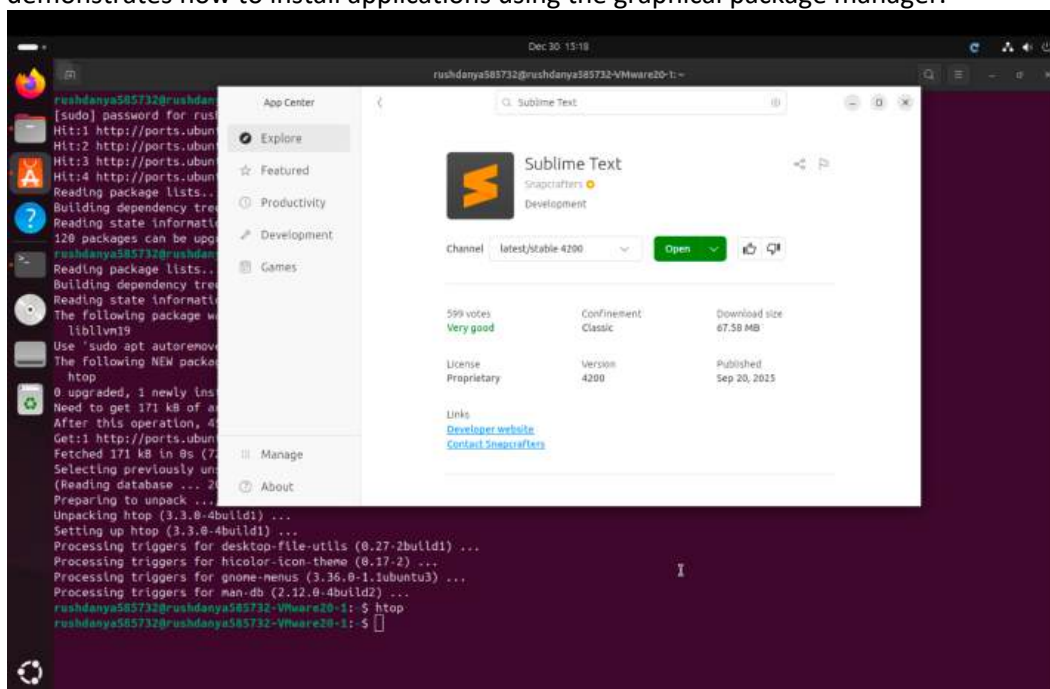 demonstrates how to install applications using the graphical package manager.
Dec 30 15:18
rushdanya585732@rushdanya585732-VMware20-1: ~
rushdanya585732@rushdan
[sudo] password for rus
Hit:1 http://ports.ubun
Hit:2 http://ports.ubun
Hit:3 http://ports.ubun
Hit:4 http://ports.ubun
Reading package lists..
Building dependency tre
Reading state informati
120 packages can be upg
rushdanya585732@rushdan
Reading package lists..
Building dependency tre
Reading state informati
The following package w
libllvm19
Use 'sudo apt autoremov
The following NEW packa
htop
0 upgraded, 1 newly ins
Need to get 171 kB of a
After this operation, 4
Get:1 http://ports.ubun
Fetched 171 kB in 0s (7
Selecting previously un
(Reading database ... 20
Preparing to unpack ...
Unpacking htop (3.3.0-4build1) ...
Setting up htop (3.3.0-4build1) ...
Processing triggers for desktop-file-utils (0.27-2build1) ...
Processing triggers for hicolor-icon-theme (0.17-2) ...
Processing triggers for gnome-menus (3.36.0-1.1ubuntu3) ...
Processing triggers for man-db (2.12.0-4build2) ...
rushdanya585732@rushdanya585732-VMware20-1:~$ htop
rushdanya585732@rushdanya585732-VMware20-1:~$
App Center
Explore
Featured
Productivity
Development
Games
Manage
About
Sublime Text
Sublime Text
Snapcrafters
Development
Channel latest/stable 4200 Open
599 votes Confinement Download size
Very good Classic 67.58 MB
License Version Published
Proprietary 4200 Sep 20, 2025
Links
Developer website
Contact Snapcrafters